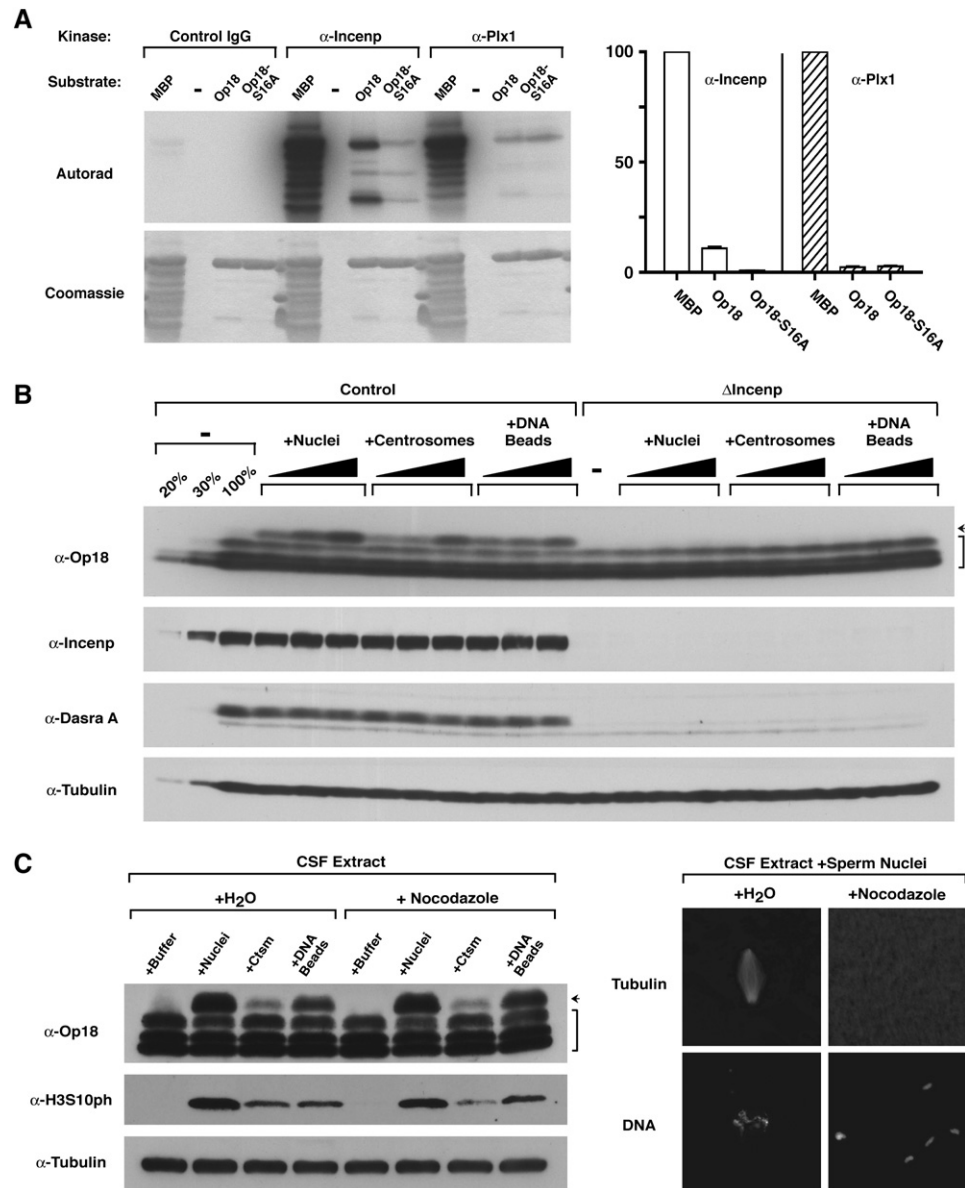 A
Kinase: Control IgG α-Incenp α-Plx1
Substrate: MBP - Op18 Op18-S16A MBP - Op18 Op18-S16A MBP - Op18 Op18-S16A
Autorad
Coomassie
100
50
0
α-Incenp α-Plx1
MBP Op18 Op18-S16A MBP Op18 Op18-S16A
B
Control ΔIncenp
- +Nuclei +Centrosomes +DNA Beads - +Nuclei +Centrosomes +DNA Beads
20% 30% 100%
α-Op18
α-Incenp
α-Dasra A
α-Tubulin
C
CSF Extract
+H2O + Nocodazole
+Buffer +Nuclei +Ctsm +DNA Beads +Buffer +Nuclei +Ctsm +DNA Beads
α-Op18
α-H3S10ph
α-Tubulin
CSF Extract +Sperm Nuclei
+H2O +Nocodazole
Tubulin
DNA